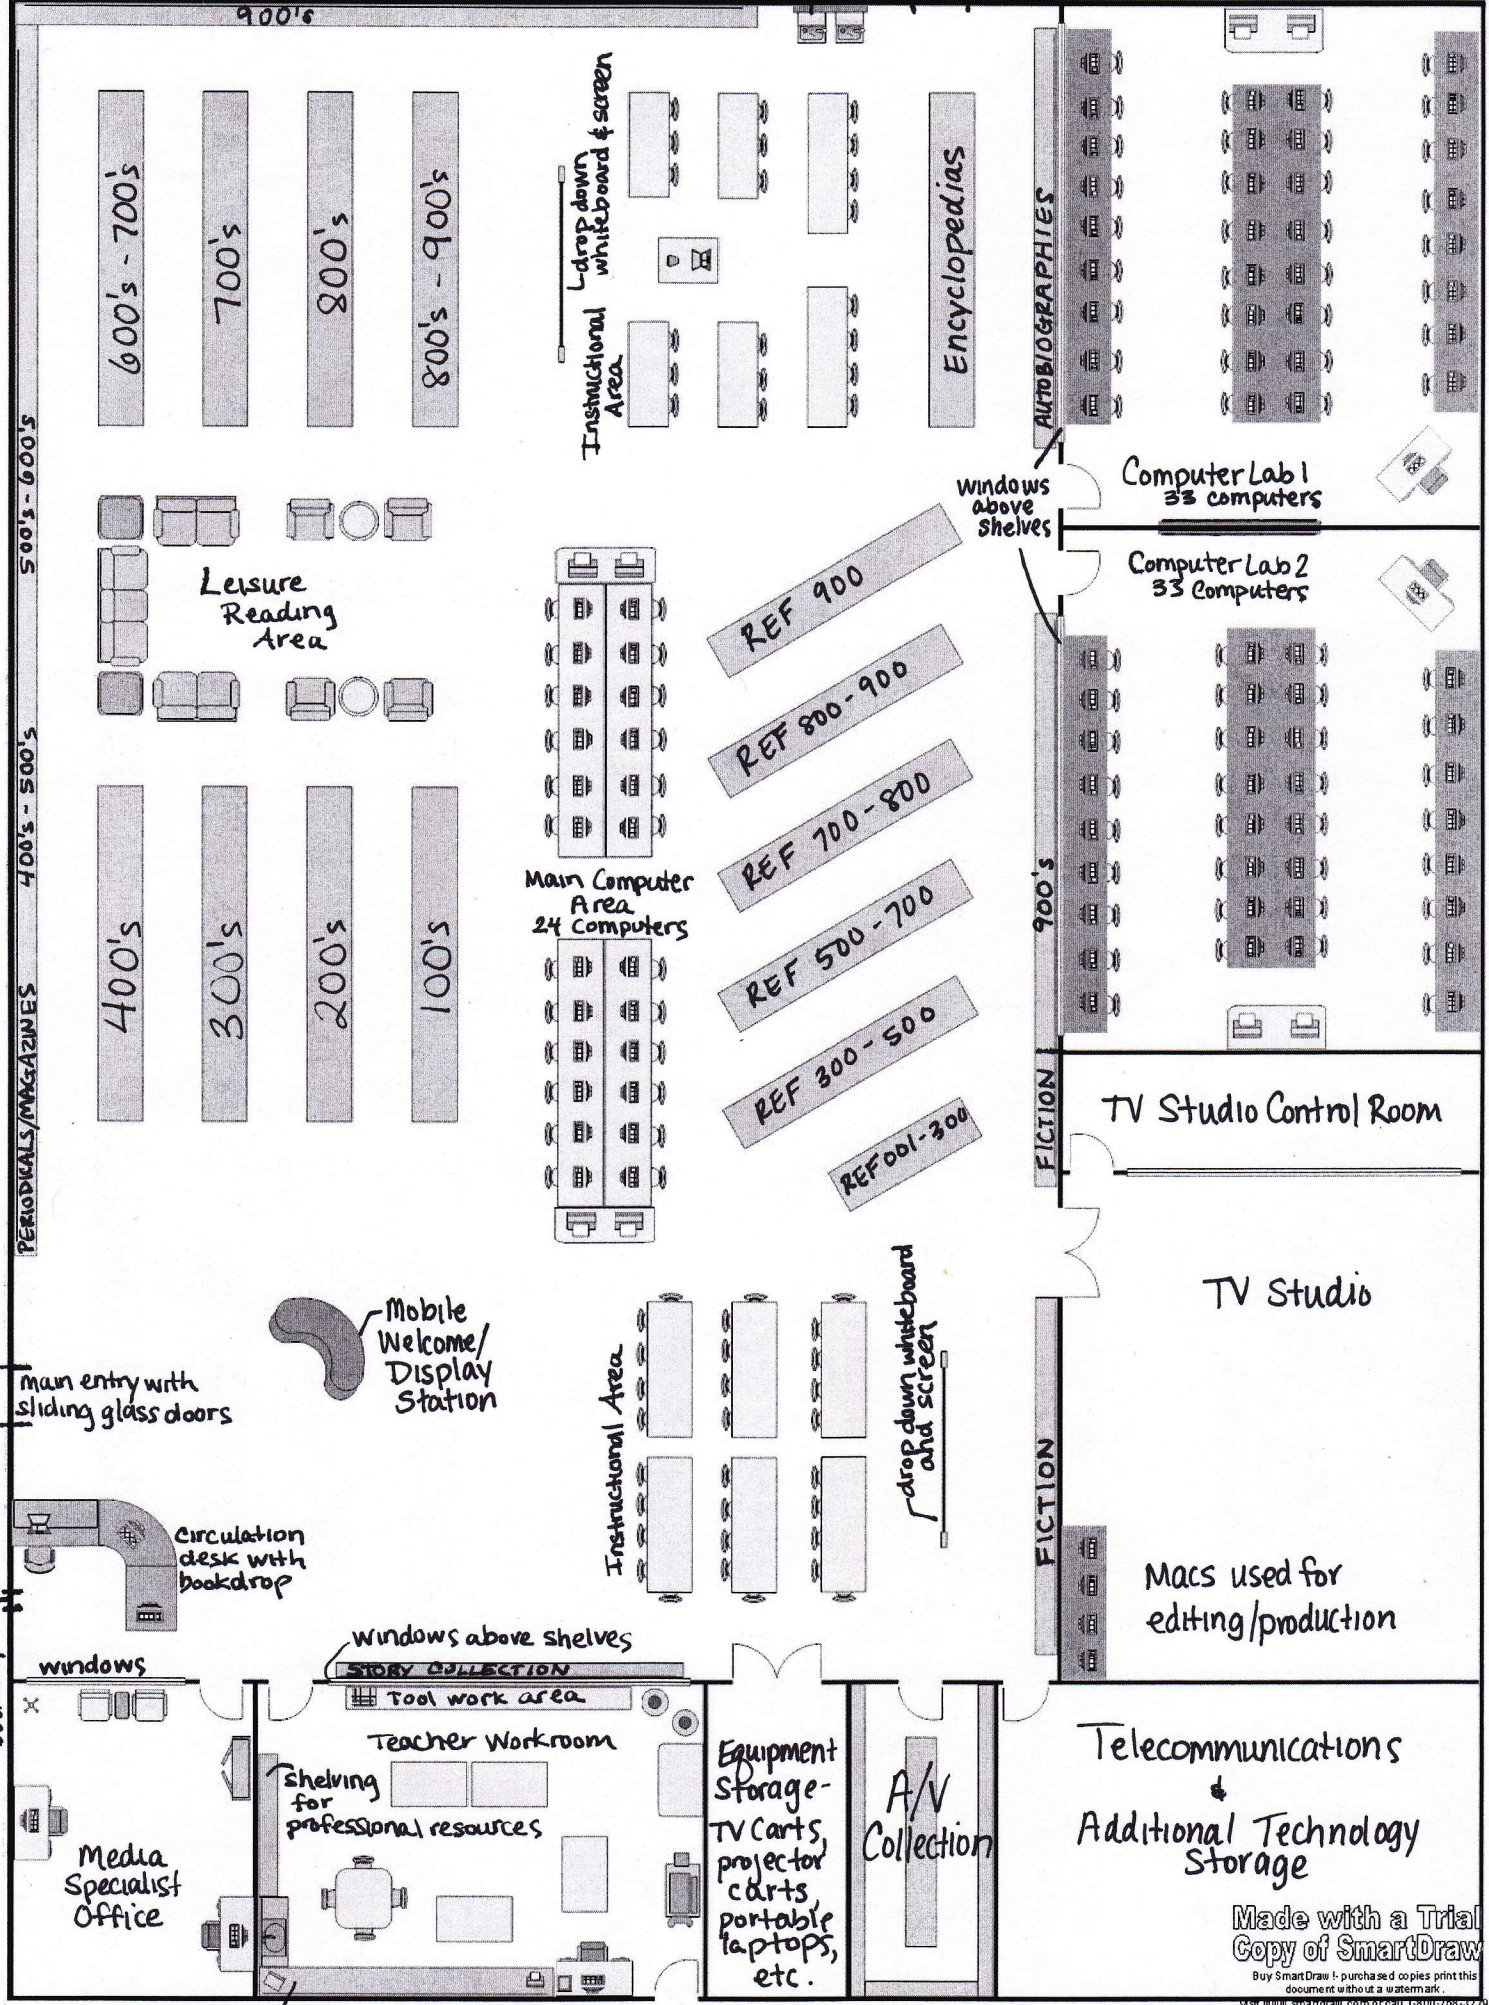 900's
600's - 700's
700's
800's
800's - 900's
drop down
whiteboard & screen
Instructional
Area
Encyclopedias
AUTOBIOGRAPHIES
Computer Lab 1
33 computers
windows
above
shelves
Computer Lab 2
33 Computers
500's - 600's
Leisure
Reading
Area
400's - 500's
PERIODICALS/MAGAZINES
400's
300's
200's
100's
Main Computer
Area
24 Computers
REF 900
REF 800-900
REF 700-800
REF 500-700
REF 300-500
REF 001-300
900's
FICTION
TV Studio Control Room
TV Studio
Mobile
Welcome/
Display
Station
main entry with
sliding glass doors
Instructional Area
drop down whiteboard
and screen
FICTION
Macs used for
editing/production
Circulation
desk with
bookdrop
windows
windows above shelves
STORY COLLECTION
Tool work area
Teacher Workroom
Shelving
for
professional resources
Media
Specialist
Office
Equipment
Storage-
TV Carts,
projector
carts,
portable
laptops,
etc.
A/V
Collection
Telecommunications
&
Additional Technology
Storage
Made with a Trial
Copy of SmartDraw
Buy SmartDraw !- purchased copies print this
document without a watermark.